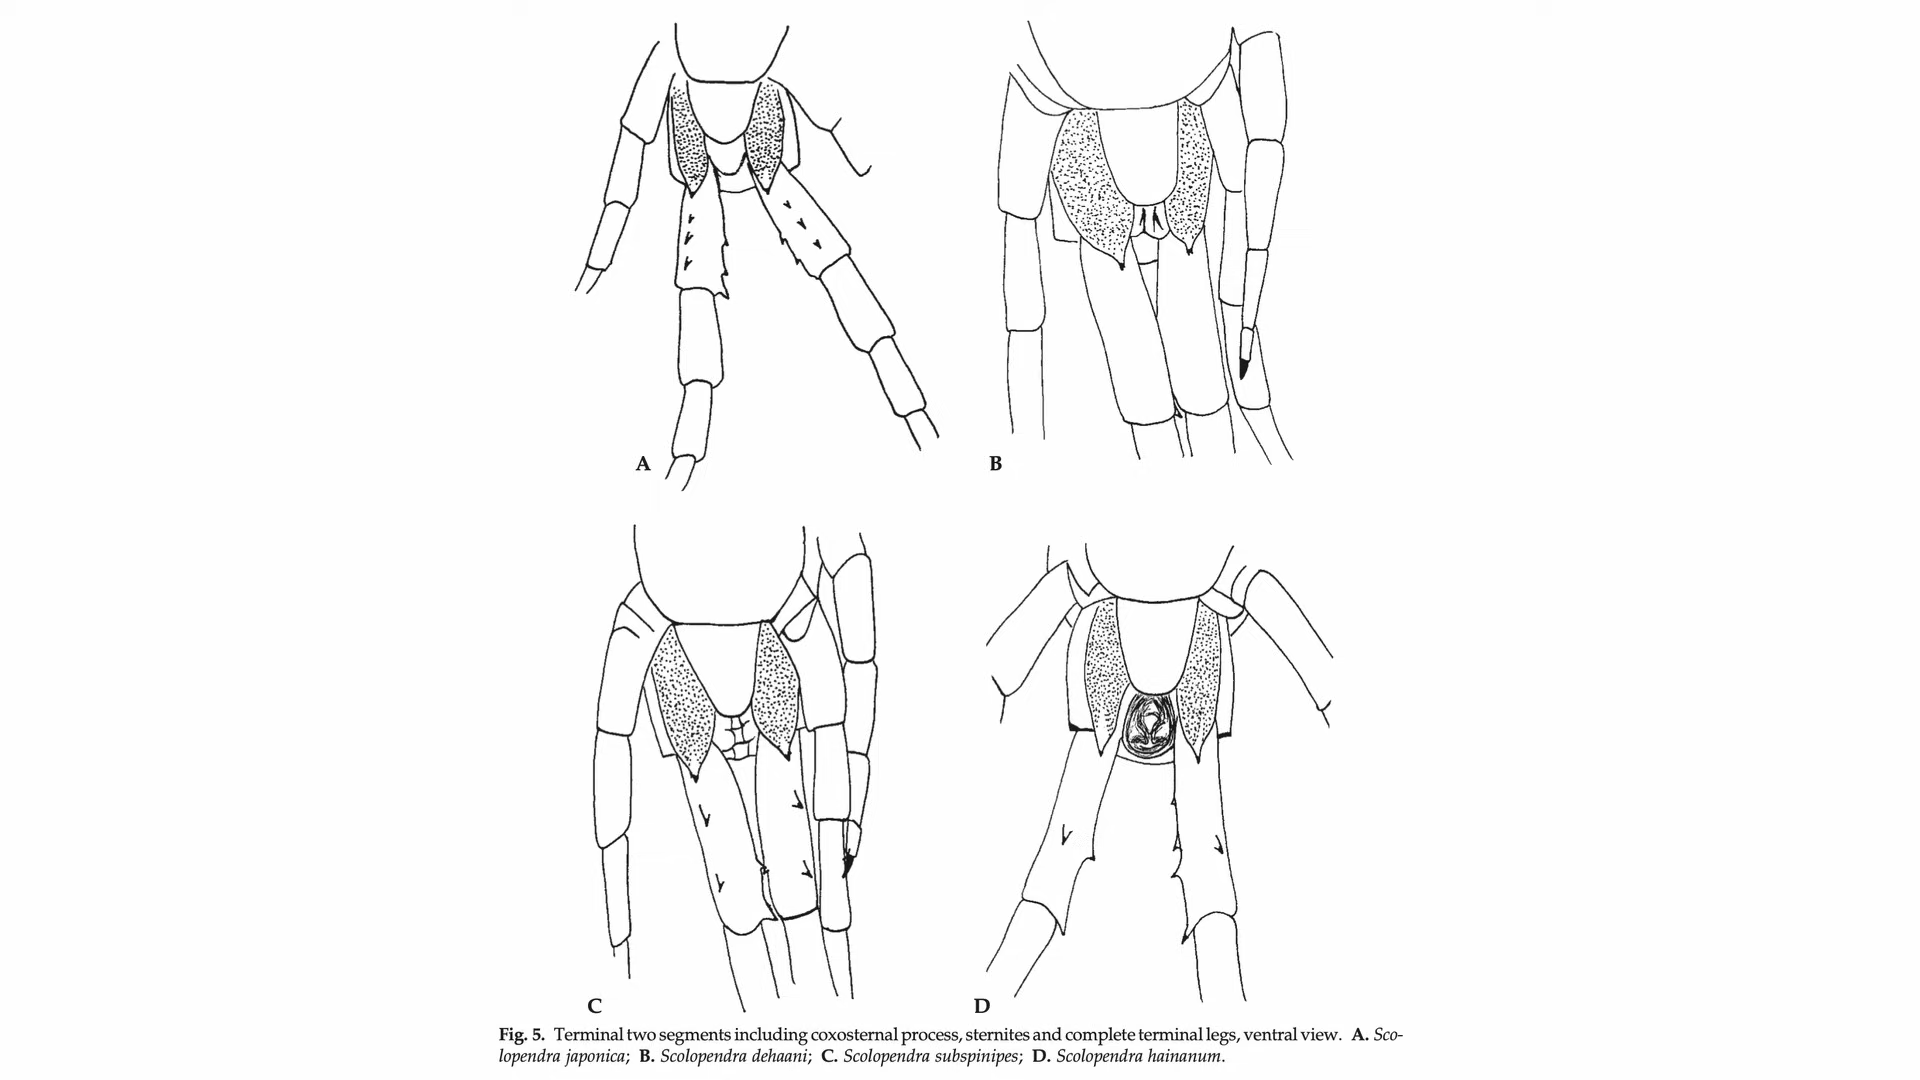 A
B
C
D
Fig. 5. Terminal two segments including coxosternal process, sternites and complete terminal legs, ventral view. A. Sco-
lopendra japonica; B. Scolopendra dehaani; C. Scolopendra subspinipes; D. Scolopendra hainanum.